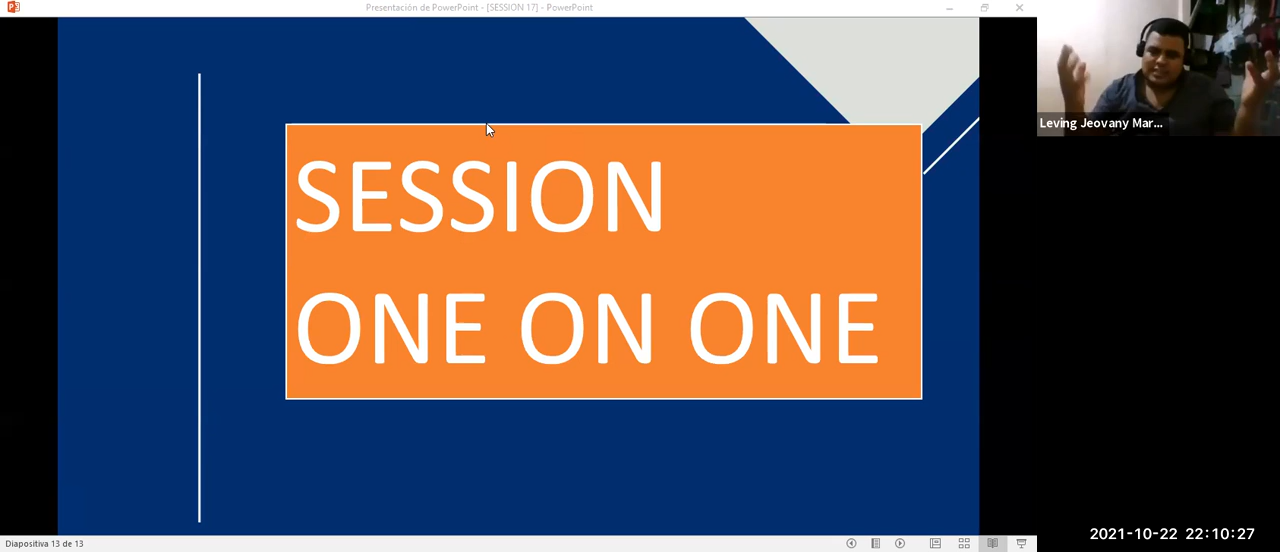 Presentación de PowerPoint - [SESSION 17] - PowerPoint
SESSION
ONE ON ONE
Leving Jeovany Mar...
Diapositiva 13 de 13
2021-10-22 22:10:27